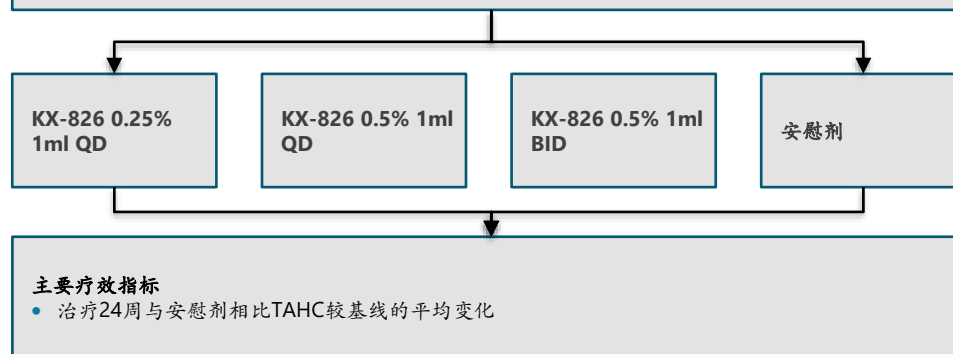 KX-826 0.25%
1ml QD
KX-826 0.5% 1ml
QD
KX-826 0.5% 1ml
BID
安慰剂
主要疗效指标
• 治疗24周与安慰剂相比TAHC较基线的平均变化